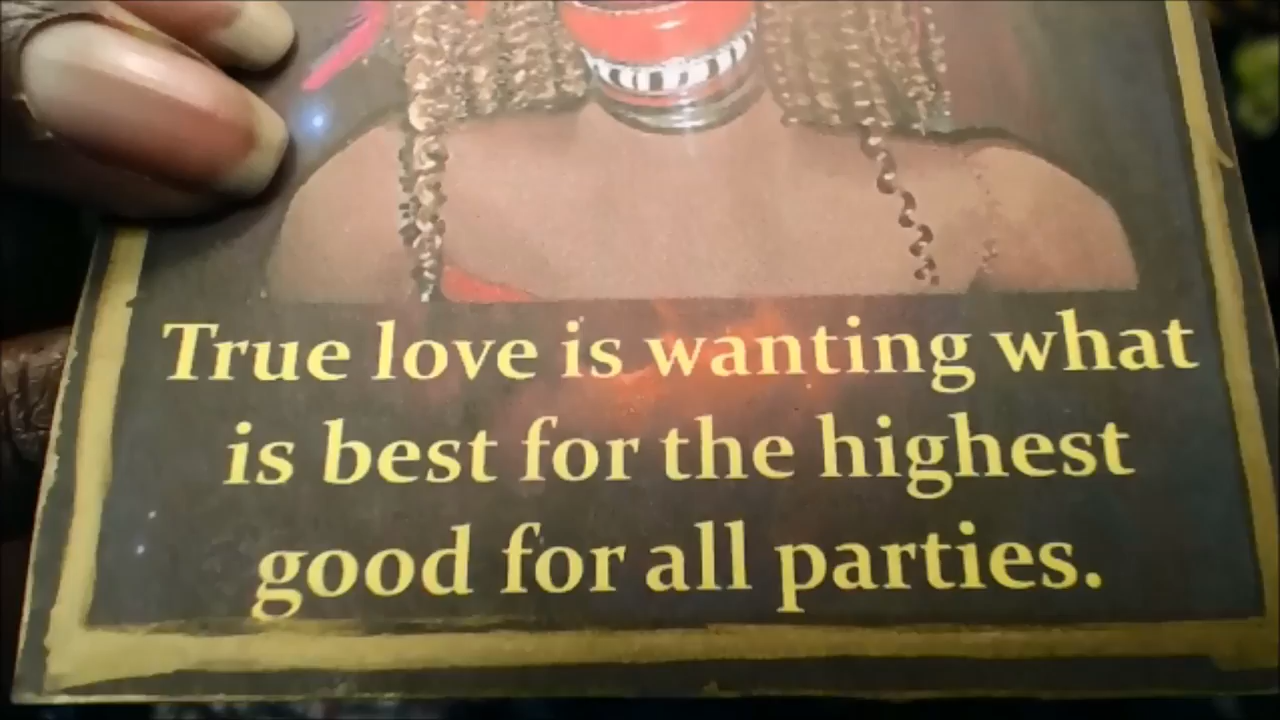 True love is wanting what
is best for the highest
good for all parties.